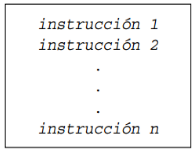 instrucción 1
instrucción 2
.
.
.
instrucción n